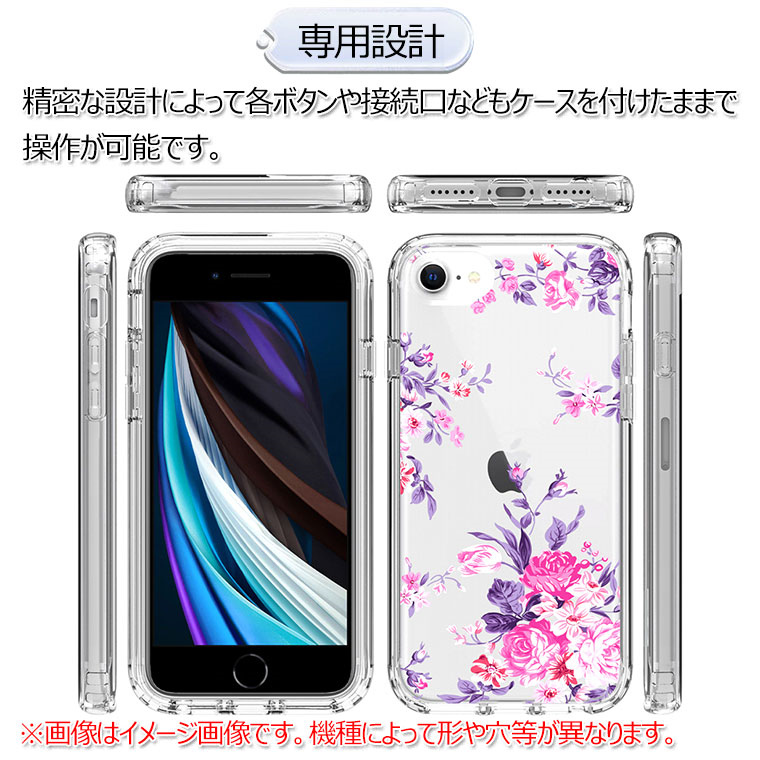 専用設計
精密な設計によって各ボタンや接続口などもケースを付けたままで
操作が可能です。
※画像はイメージ画像です。機種によって形や穴等が異なります。